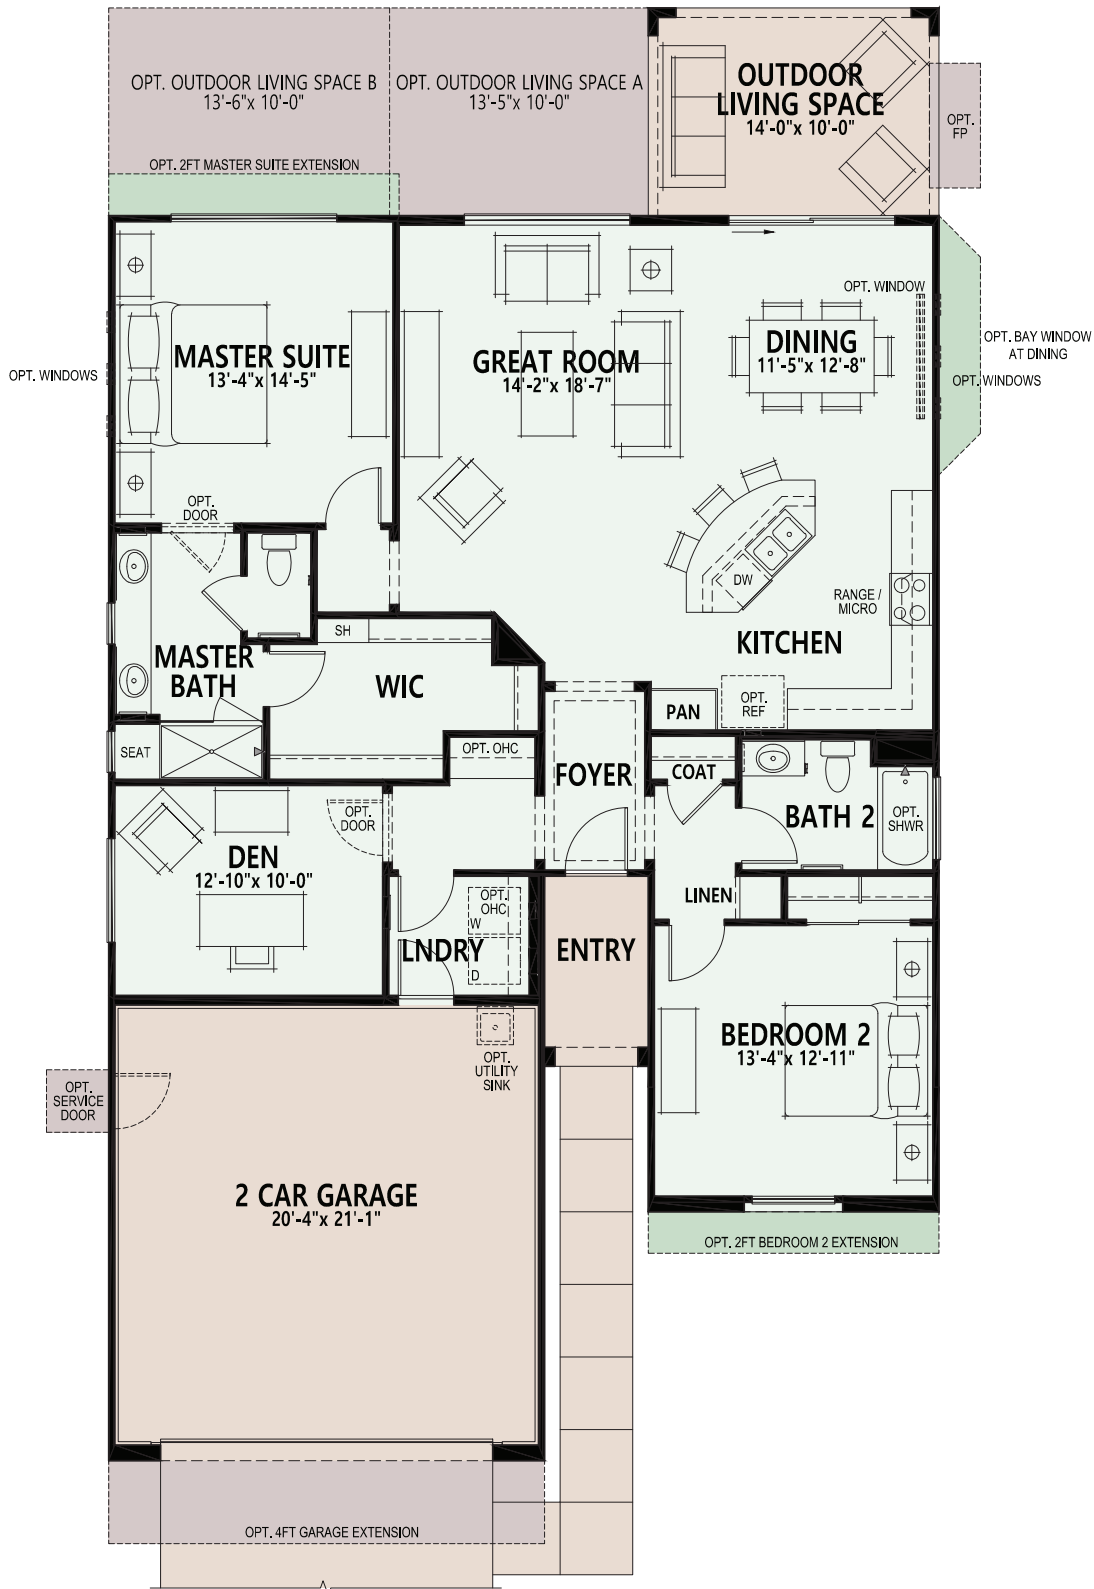 OPT. OUTDOOR LIVING SPACE B
13'-6"x 10'-0"
OPT. OUTDOOR LIVING SPACE A
13'-5"x 10'-0"
OUTDOOR
LIVING SPACE
14'-0"x 10'-0"
OPT.
FP
OPT. 2FT MASTER SUITE EXTENSION
OPT. WINDOWS
MASTER SUITE
13'-4"x 14'-5"
GREAT ROOM
14'-2"x 18'-7"
OPT. WINDOW
DINING
11'-5"x 12'-8"
OPT. BAY WINDOW
AT DINING
OPT. WINDOWS
OPT.
DOOR
DW
RANGE /
MICRO
KITCHEN
SH
MASTER
BATH
WIC
PAN
OPT.
REF
SEAT
OPT. OHC
FOYER
COAT
BATH 2
OPT.
SHWR
OPT.
DOOR
DEN
12'-10"x 10'-0"
LINEN
OPT.
OHC
W
LNDRY
D
ENTRY
BEDROOM 2
13'-4"x 12'-11"
OPT.
UTILITY
SINK
OPT.
SERVICE
DOOR
2 CAR GARAGE
20'-4"x 21'-1"
OPT. 2FT BEDROOM 2 EXTENSION
OPT. 4FT GARAGE EXTENSION